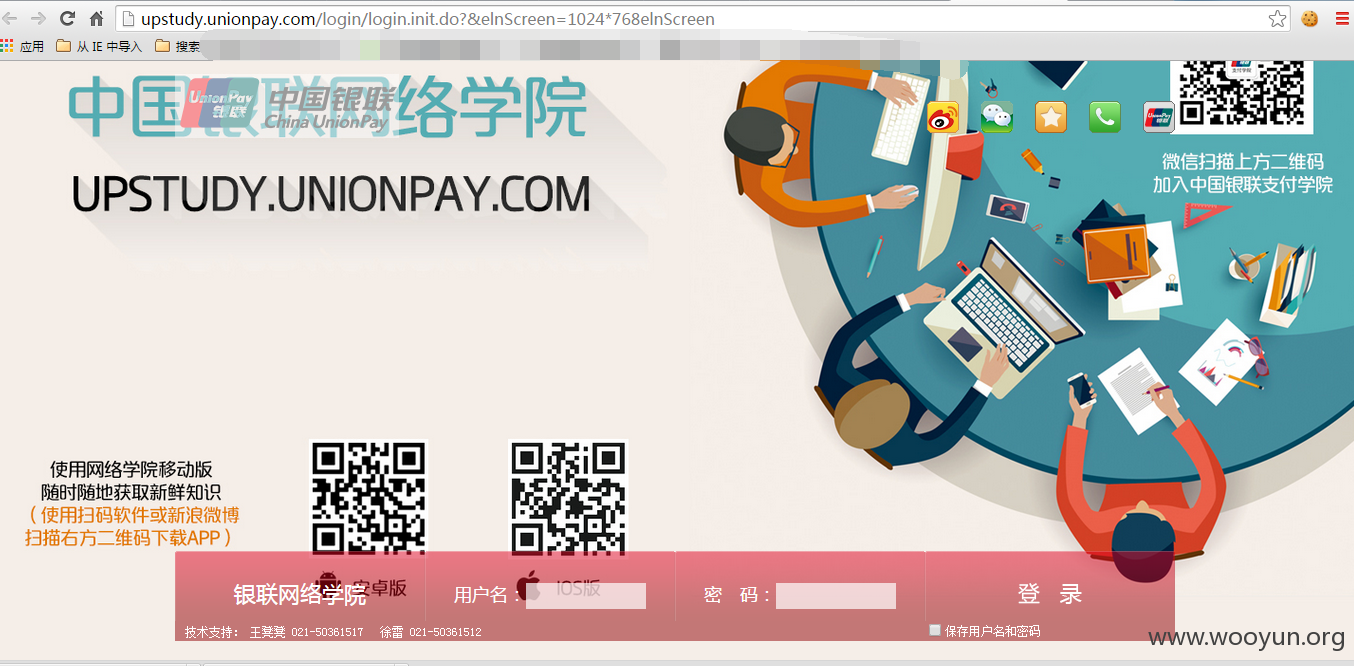 upstudy.unionpay.com/login/login.init.do?&elnScreen=1024*768elnScreen
应用 从 IE 中导入 搜索
中国银联网络学院
UnionPay 银联 中国银联
China UnionPay
UPSTUDY.UNIONPAY.COM
支付学院
微信扫描上方二维码
加入中国银联支付学院
使用网络学院移动版
随时随地获取新鲜知识
（使用扫码软件或新浪微博
扫描右方二维码下载APP）
安卓版 IOS版
银联网络学院 用户名： 密 码： 登 录
技术支持： 王凳凳 021-50361517 徐雷 021-50361512
保存用户名和密码
www.wooyun.org